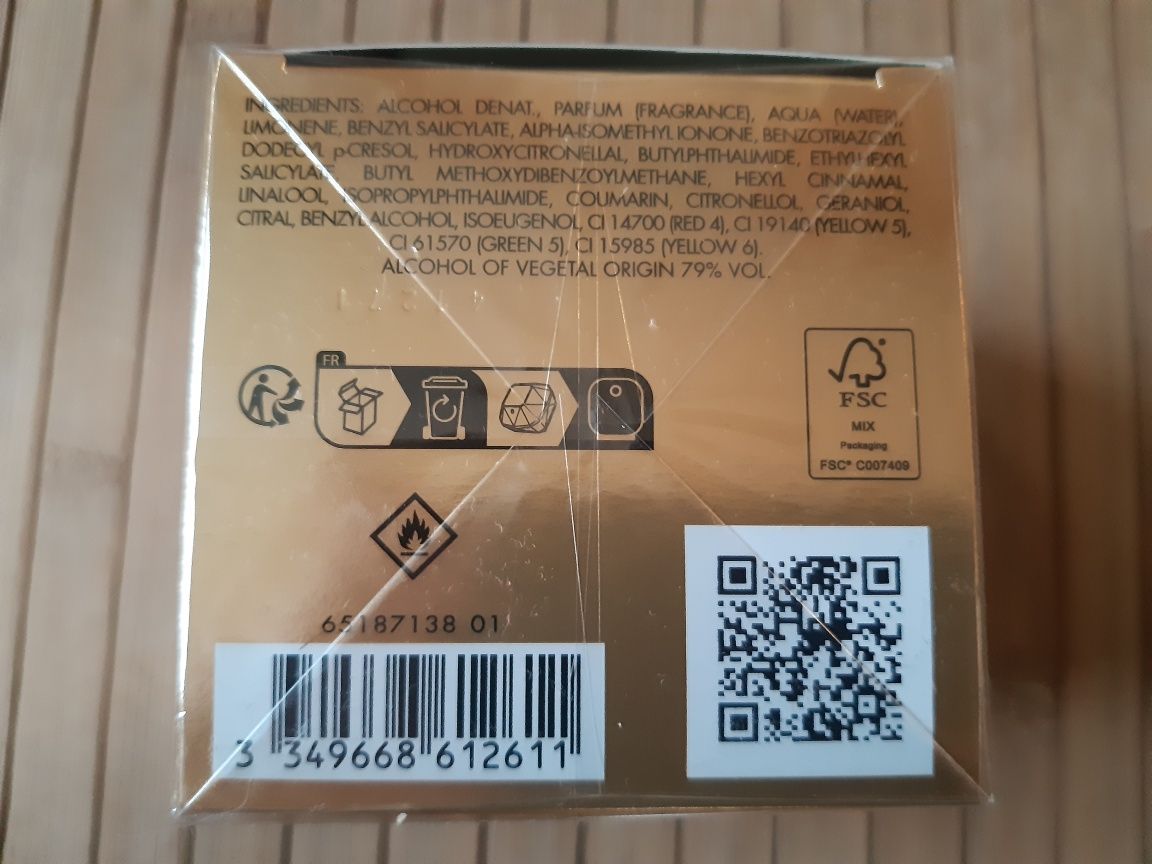 INGREDIENTS: ALCOHOL DENAT., PARFUM (FRAGRANCE), AQUA (WATER),
LIMONENE, BENZYL SALICYLATE, ALPHA-ISOMETHYL IONONE, BENZOTRIAZOLYL
DODECYL p-CRESOL, HYDROXYCITRONELLAL, BUTYLPHTHALIMIDE, ETHYLHEXYL
SALICYLATE, BUTYL METHOXYDIBENZOYLMETHANE, HEXYL CINNAMAL,
LINALOOL, ISOPROPYLPHTHALIMIDE, COUMARIN, CITRONELLOL, GERANIOL,
CITRAL, BENZYL ALCOHOL, ISOEUGENOL, CI 14700 (RED 4), CI 19140 (YELLOW 5),
CI 61570 (GREEN 5), CI 15985 (YELLOW 6).
ALCOHOL OF VEGETAL ORIGIN 79% VOL.
FR
FSC
MIX
Packaging
FSC® C007409
65187138 01
3 349668 612611